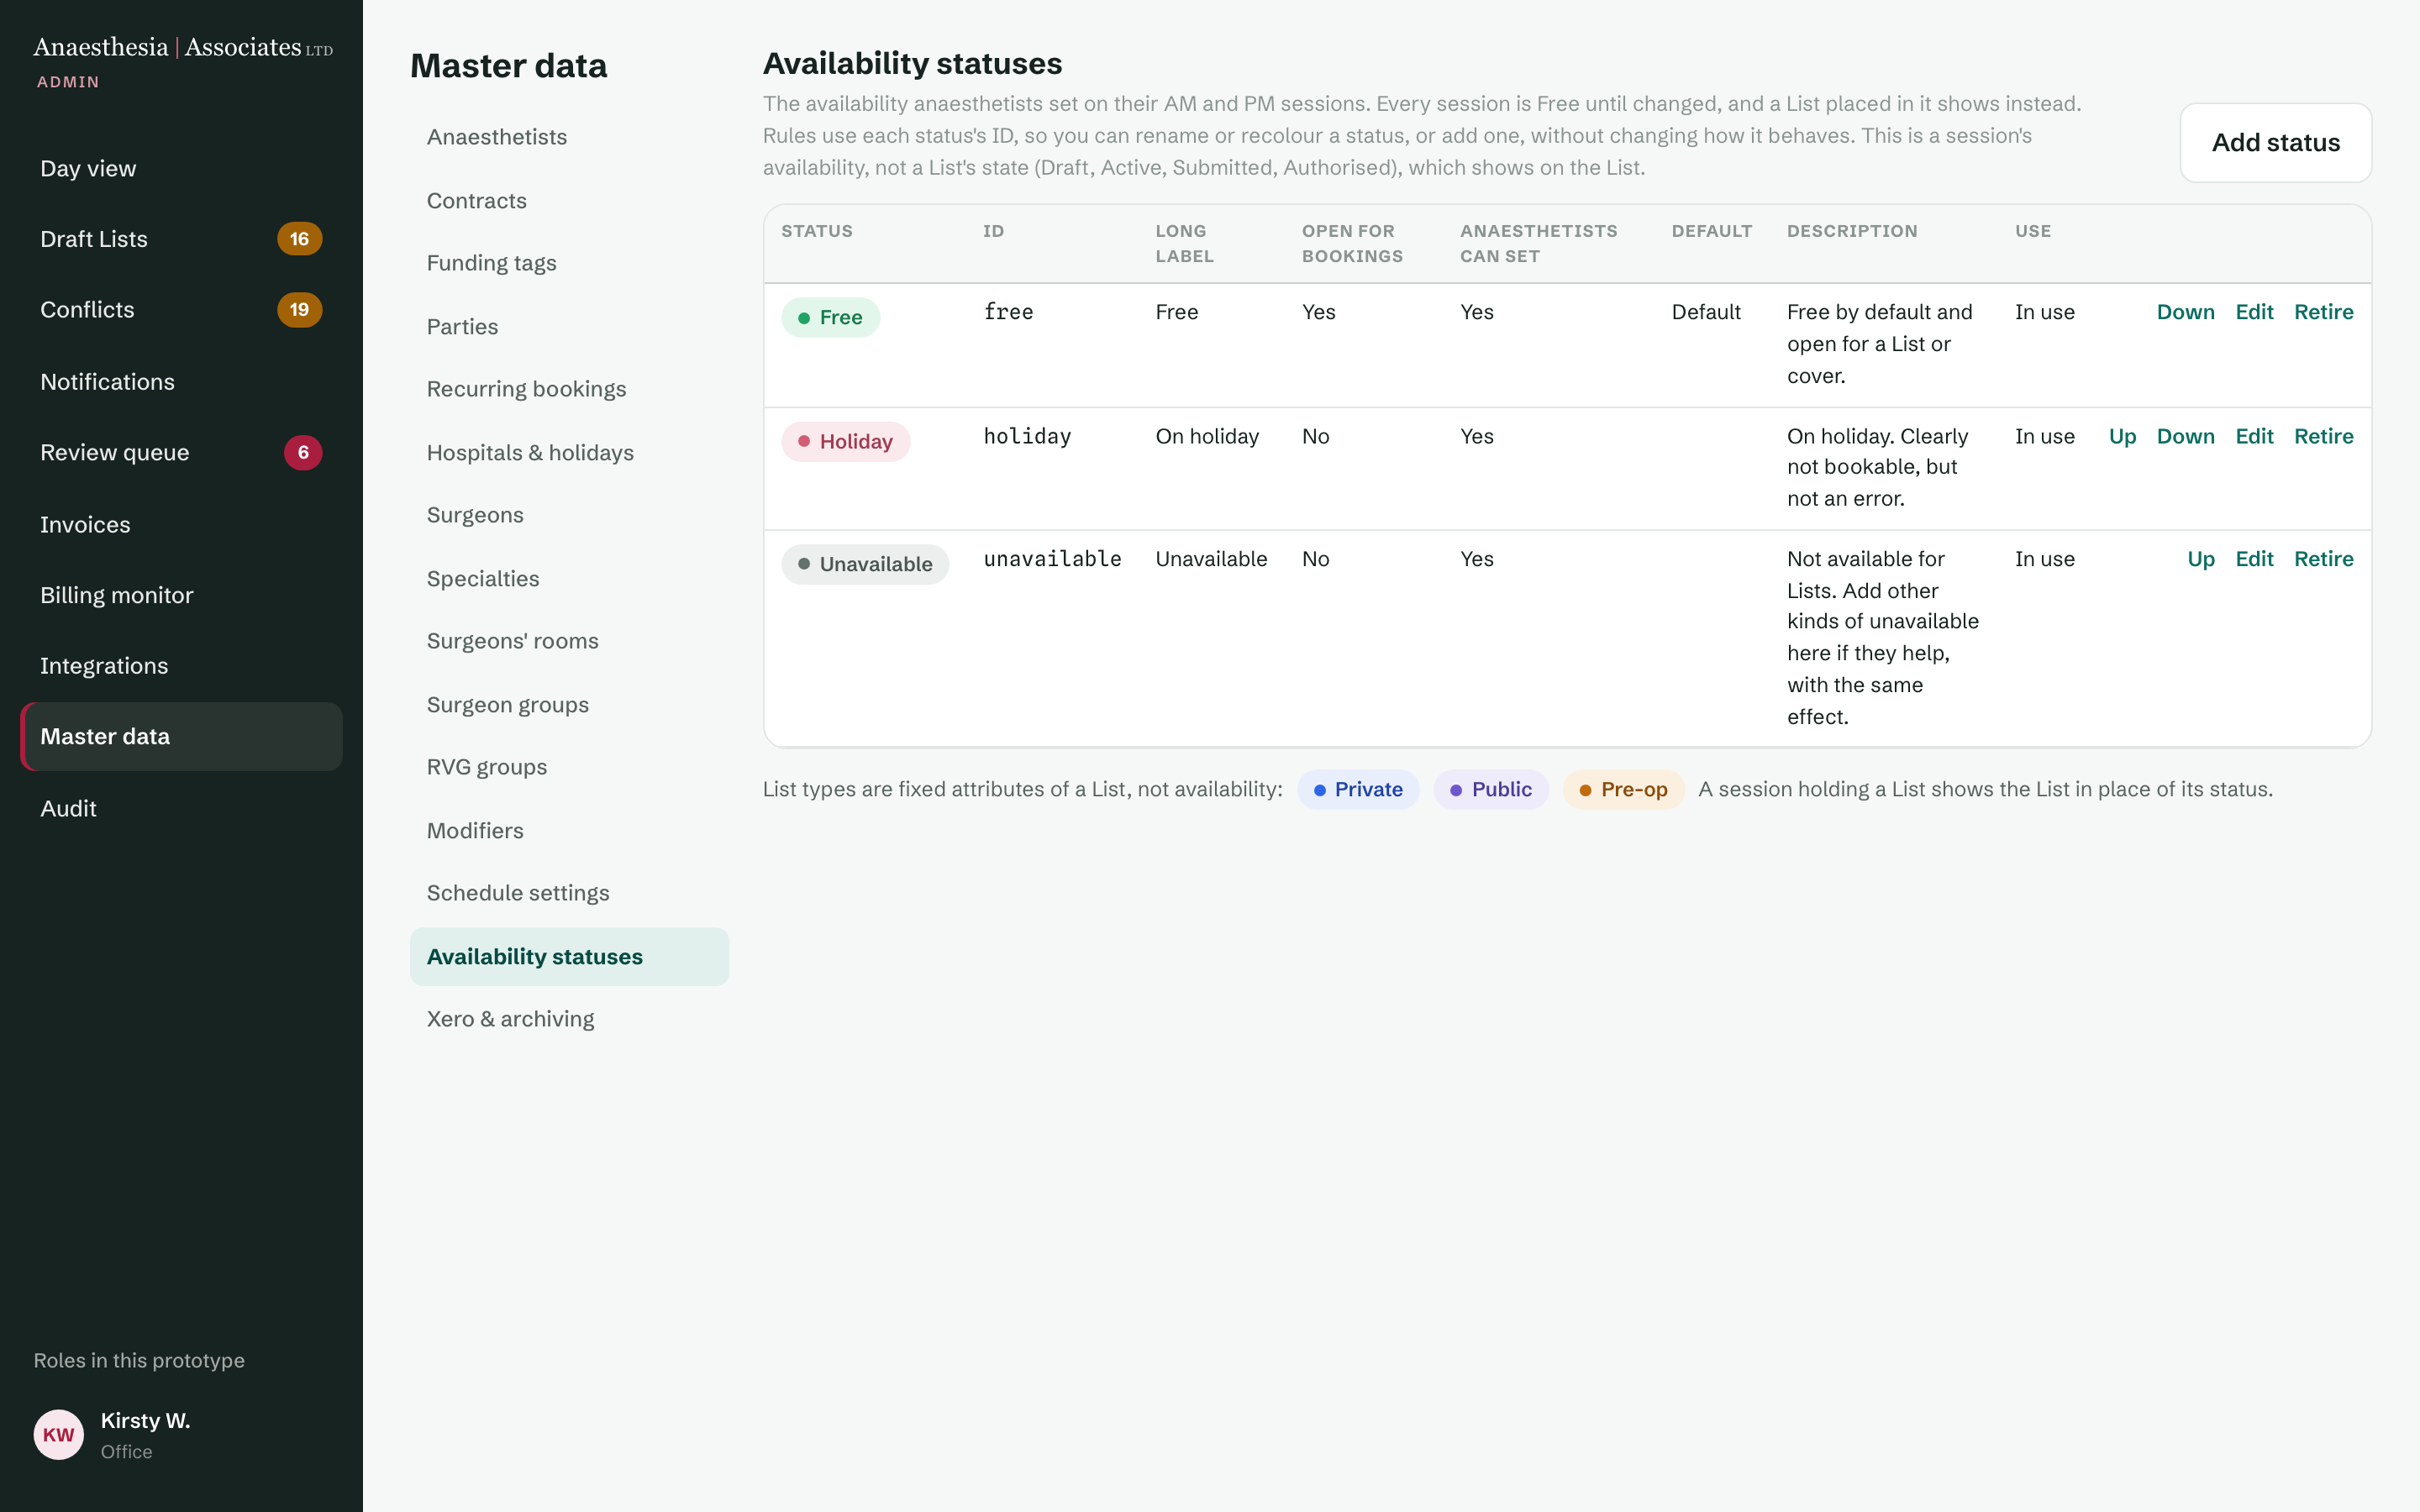 Anaesthesia | Associates LTD
ADMIN
Day view
Draft Lists 16
Conflicts 19
Notifications
Review queue 6
Invoices
Billing monitor
Integrations
Master data
Audit
Roles in this prototype
KW
Kirsty W.
Office
Master data
Anaesthetists
Contracts
Funding tags
Parties
Recurring bookings
Hospitals & holidays
Surgeons
Specialties
Surgeons' rooms
Surgeon groups
RVG groups
Modifiers
Schedule settings
Availability statuses
Xero & archiving
Availability statuses
The availability anaesthetists set on their AM and PM sessions. Every session is Free until changed, and a List placed in it shows instead.
Rules use each status's ID, so you can rename or recolour a status, or add one, without changing how it behaves. This is a session's
availability, not a List's state (Draft, Active, Submitted, Authorised), which shows on the List.
Add status
STATUS ID LONG LABEL OPEN FOR BOOKINGS ANAESTHETISTS CAN SET DEFAULT DESCRIPTION USE
Free free Free Yes Yes Default Free by default and In use Down Edit Retire
open for a List or
cover.
Holiday holiday On holiday No Yes On holiday. Clearly In use Up Down Edit Retire
not bookable, but
not an error.
Unavailable unavailable Unavailable No Yes Not available for In use Up Edit Retire
Lists. Add other
kinds of unavailable
here if they help,
with the same
effect.
List types are fixed attributes of a List, not availability: Private Public Pre-op A session holding a List shows the List in place of its status.